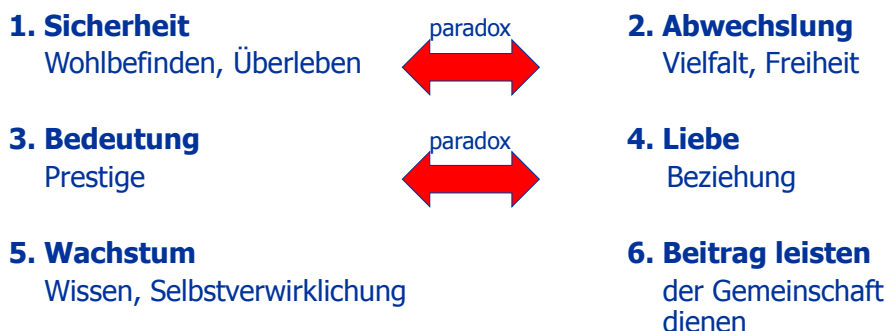 1. Sicherheit
Wohlbefinden, Überleben
paradox
2. Abwechslung
Vielfalt, Freiheit
3. Bedeutung
Prestige
paradox
4. Liebe
Beziehung
5. Wachstum
Wissen, Selbstverwirklichung
6. Beitrag leisten
der Gemeinschaft
dienen